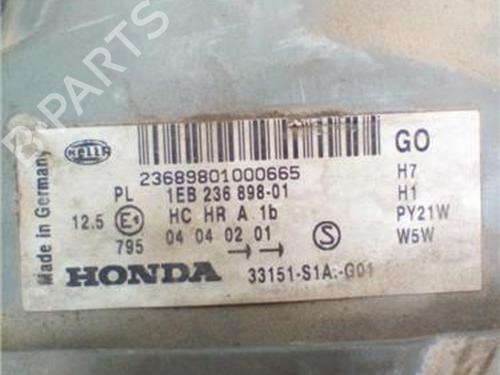 B-PARTS
Made in Germany
HELLA
23689801000665
GO
PL 1EB 236 898-01
H7
12.5 E1 HC HR A 1b
H1
795 04 04 02 01
S
PY21W
→→
W5W
HONDA 33151-S1A-G01